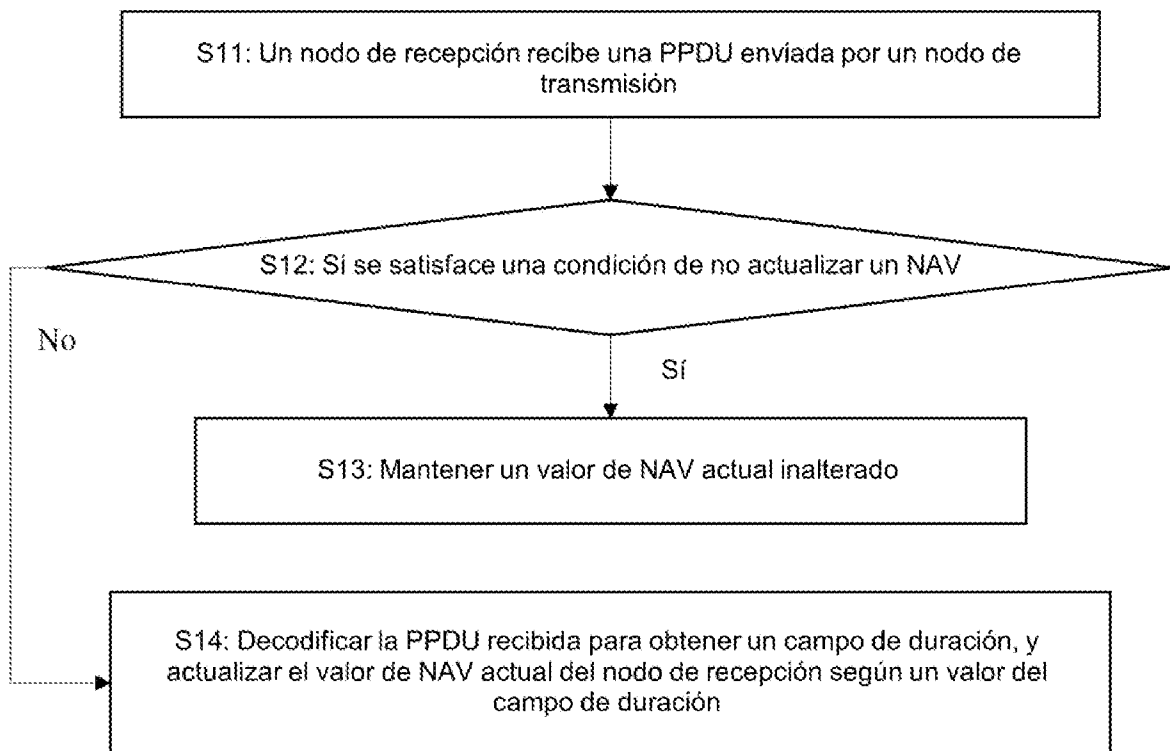 S11: Un nodo de recepción recibe una PPDU enviada por un nodo de
transmisión
S12: Sí se satisface una condición de no actualizar un NAV
No
Sí
S13: Mantener un valor de NAV actual inalterado
S14: Decodificar la PPDU recibida para obtener un campo de duración, y
actualizar el valor de NAV actual del nodo de recepción según un valor del
campo de duración